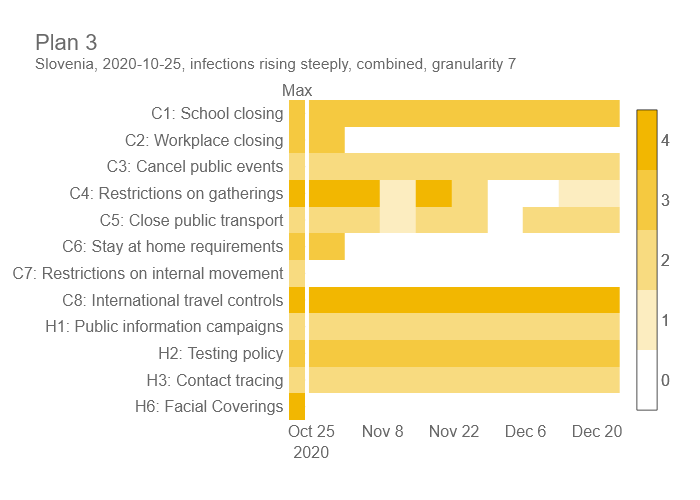 Plan 3
Slovenia, 2020-10-25, infections rising steeply, combined, granularity 7
Max
C1: School closing
C2: Workplace closing
C3: Cancel public events
C4: Restrictions on gatherings
C5: Close public transport
C6: Stay at home requirements
C7: Restrictions on internal movement
C8: International travel controls
H1: Public information campaigns
H2: Testing policy
H3: Contact tracing
H6: Facial Coverings
4
3
2
1
0
Oct 25 Nov 8 Nov 22 Dec 6 Dec 20
2020